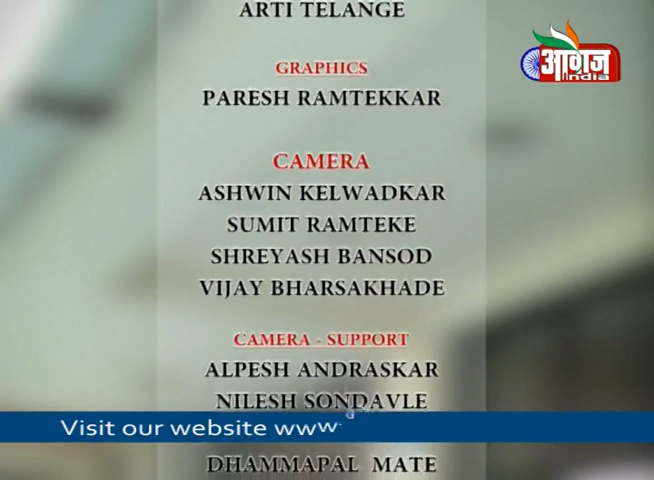 ARTI TELANGE
GRAPHICS
PARESH RAMTEKKAR
CAMERA
ASHWIN KELWADKAR
SUMIT RAMTEKE
SHREYASH BANSOD
VIJAY BHARSAKHADE
CAMERA - SUPPORT
ALPESH ANDRASKAR
NILESH SONDAVLE
DHAMMAPAL MATE
Visit our website www.
आगाज
india